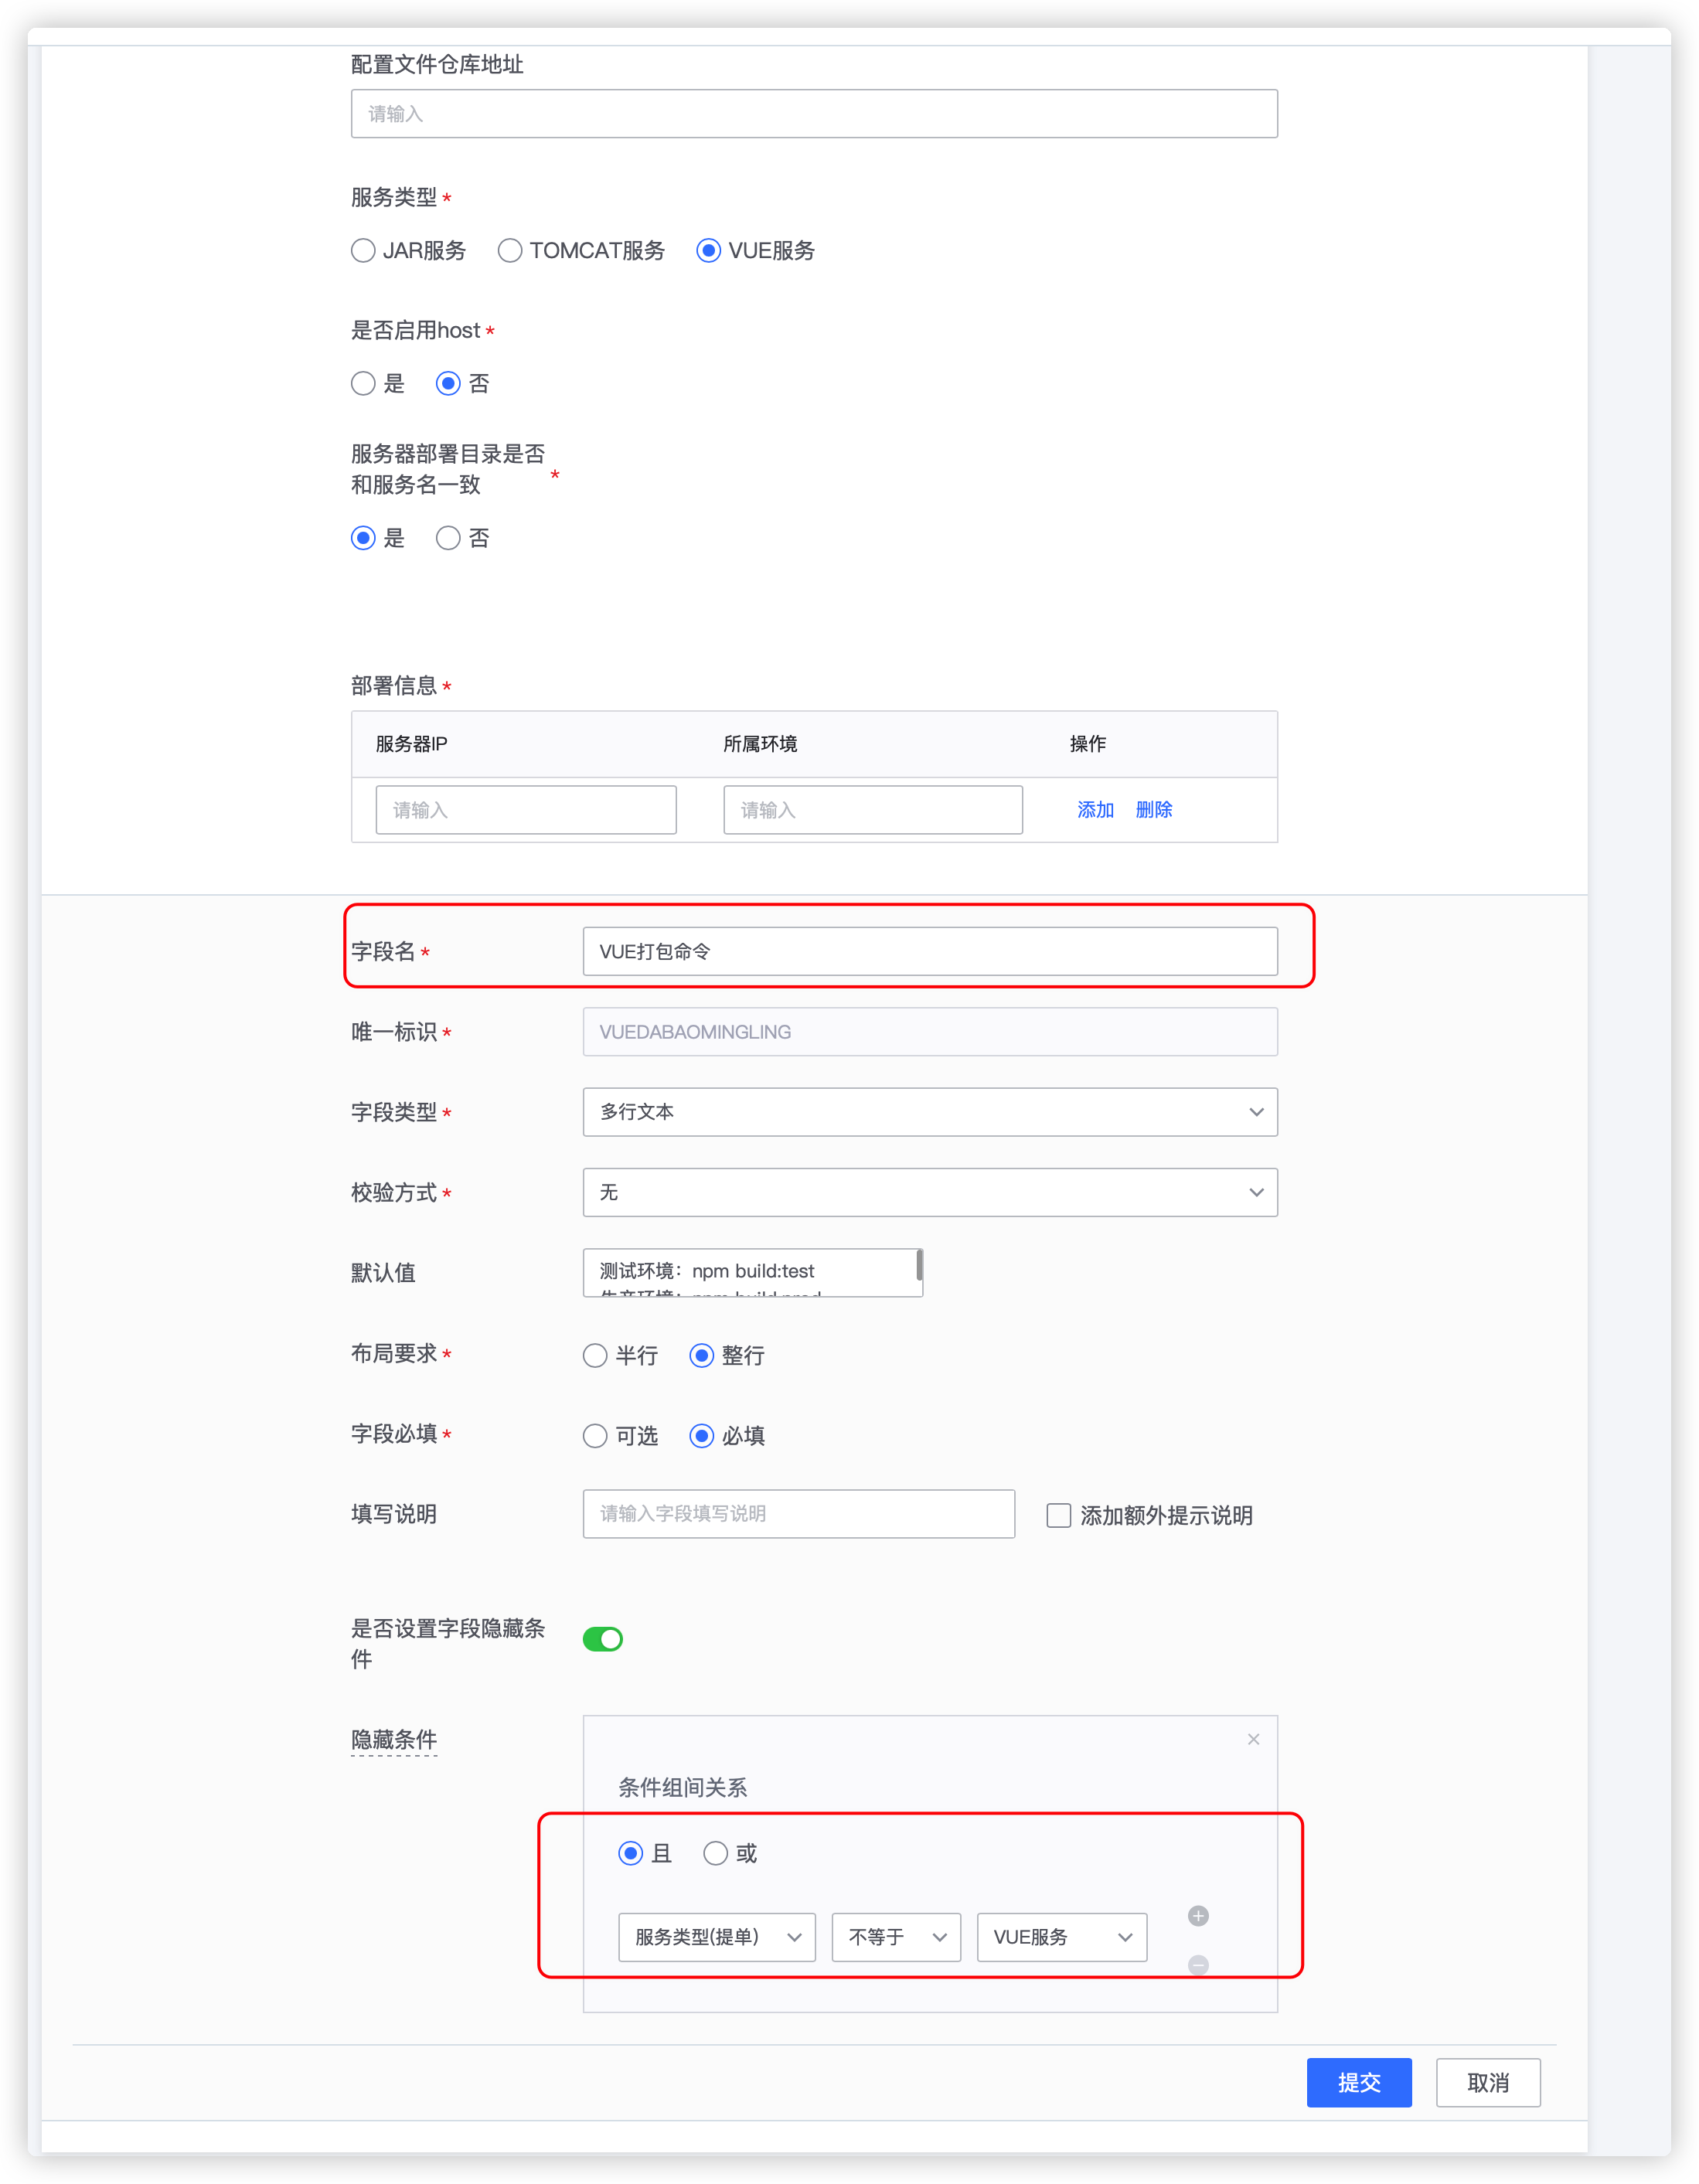 配置文件仓库地址
请输入
服务类型*
JAR服务 TOMCAT服务 VUE服务
是否启用host*
是 否
服务器部署目录是否
和服务名一致 *
是 否
部署信息*
服务器IP 所属环境 操作
请输入 请输入 添加 删除
字段名* VUE打包命令
唯一标识* VUEDABAOMINGLING
字段类型* 多行文本
校验方式* 无
默认值 测试环境：npm build:test
生产环境：npm build:prod
布局要求* 半行 整行
字段必填* 可选 必填
填写说明 请输入字段填写说明 添加额外提示说明
是否设置字段隐藏条
件
隐藏条件
条件组间关系
且 或
服务类型(提单) 不等于 VUE服务
提交 取消